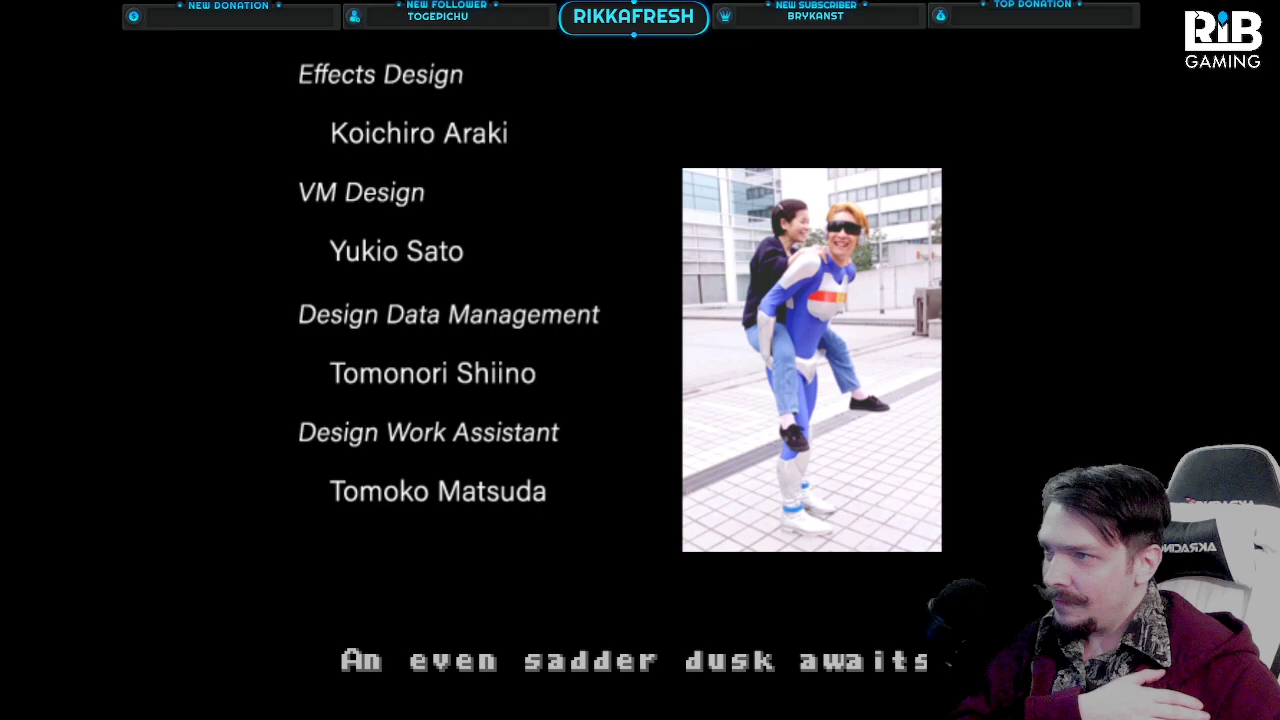 NEW DONATION
NEW FOLLOWER
TOGEPICHU
RIKKAFRESH
NEW SUBSCRIBER
BRYKANST
TOP DONATION
RiB
GAMING
Effects Design
Koichiro Araki
VM Design
Yukio Sato
Design Data Management
Tomonori Shiino
Design Work Assistant
Tomoko Matsuda
AKRACING
An even sadder dusk awaits